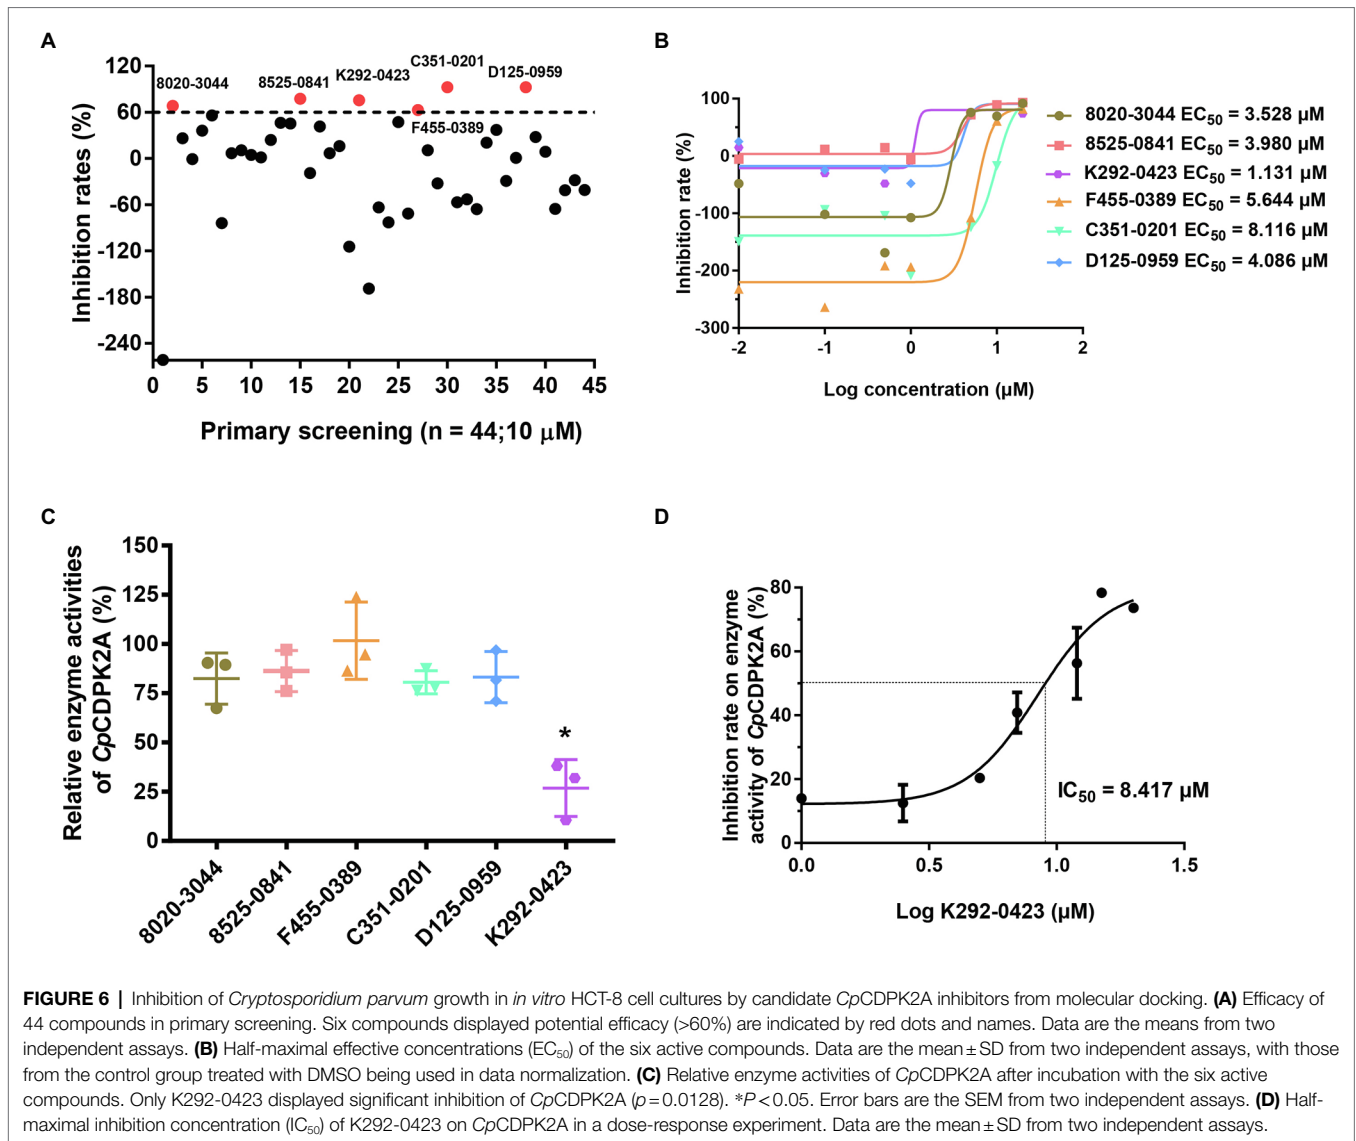 A
120
60
0
-60
-120
-180
-240
Inhibition rates (%)
8020-3044
8525-0841
K292-0423
C351-0201
D125-0959
F455-0389
0 5 10 15 20 25 30 35 40 45
Primary screening (n = 44;10 μM)
B
100
0
-100
-200
-300
Inhibition rate (%)
-2 -1 0 1 2
Log concentration (μM)
8020-3044 EC50 = 3.528 μM
8525-0841 EC50 = 3.980 μM
K292-0423 EC50 = 1.131 μM
F455-0389 EC50 = 5.644 μM
C351-0201 EC50 = 8.116 μM
D125-0959 EC50 = 4.086 μM
C
150
125
100
75
50
25
0
Relative enzyme activities
of CpCDPK2A (%)
*
8020-3044
8525-0841
F455-0389
C351-0201
D125-0959
K292-0423
D
80
60
40
20
0
Inhibition rate on enzyme
activity of CpCDPK2A (%)
IC50 = 8.417 μM
0.0 0.5 1.0 1.5
Log K292-0423 (μM)
FIGURE 6 | Inhibition of Cryptosporidium parvum growth in in vitro HCT-8 cell cultures by candidate CpCDPK2A inhibitors from molecular docking. (A) Efficacy of
44 compounds in primary screening. Six compounds displayed potential efficacy (>60%) are indicated by red dots and names. Data are the means from two
independent assays. (B) Half-maximal effective concentrations (EC50) of the six active compounds. Data are the mean ± SD from two independent assays, with those
from the control group treated with DMSO being used in data normalization. (C) Relative enzyme activities of CpCDPK2A after incubation with the six active
compounds. Only K292-0423 displayed significant inhibition of CpCDPK2A (p = 0.0128). *P < 0.05. Error bars are the SEM from two independent assays. (D) Half-
maximal inhibition concentration (IC50) of K292-0423 on CpCDPK2A in a dose-response experiment. Data are the mean ± SD from two independent assays.